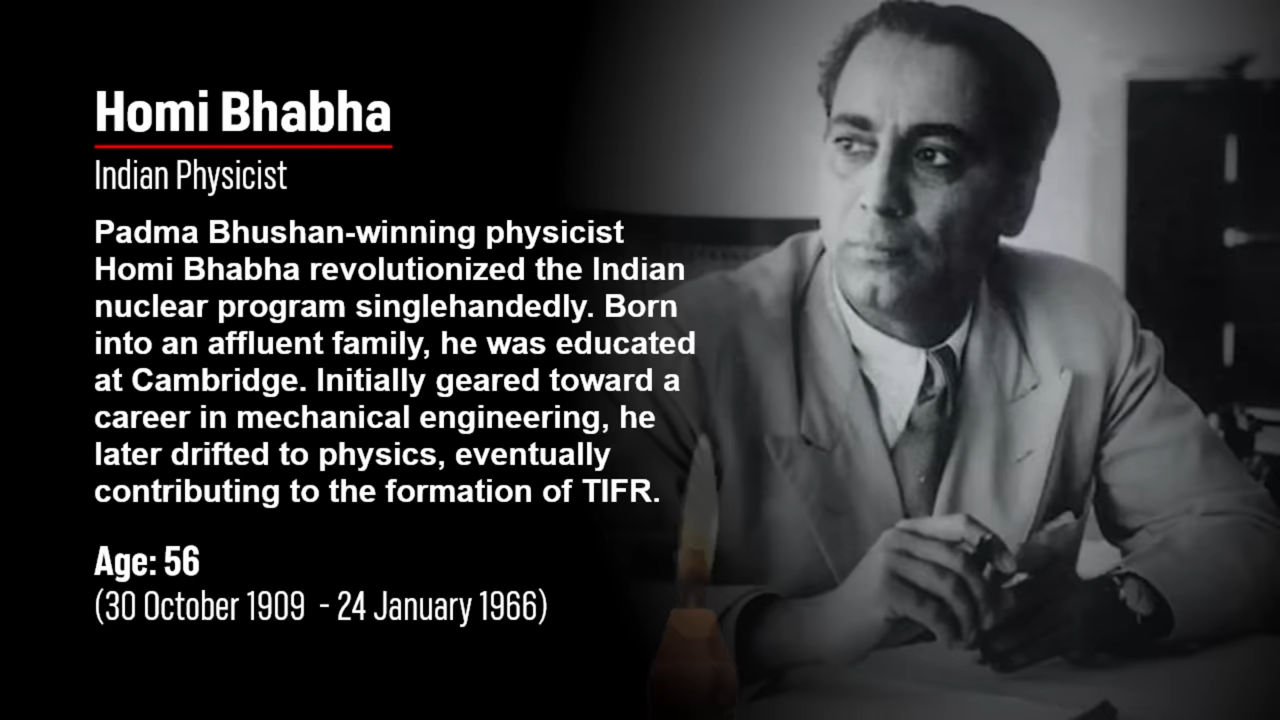 Homi Bhabha
Indian Physicist
Padma Bhushan-winning physicist
Homi Bhabha revolutionized the Indian
nuclear program singlehandedly. Born
into an affluent family, he was educated
at Cambridge. Initially geared toward a
career in mechanical engineering, he
later drifted to physics, eventually
contributing to the formation of TIFR.
Age: 56
(30 October 1909 - 24 January 1966)